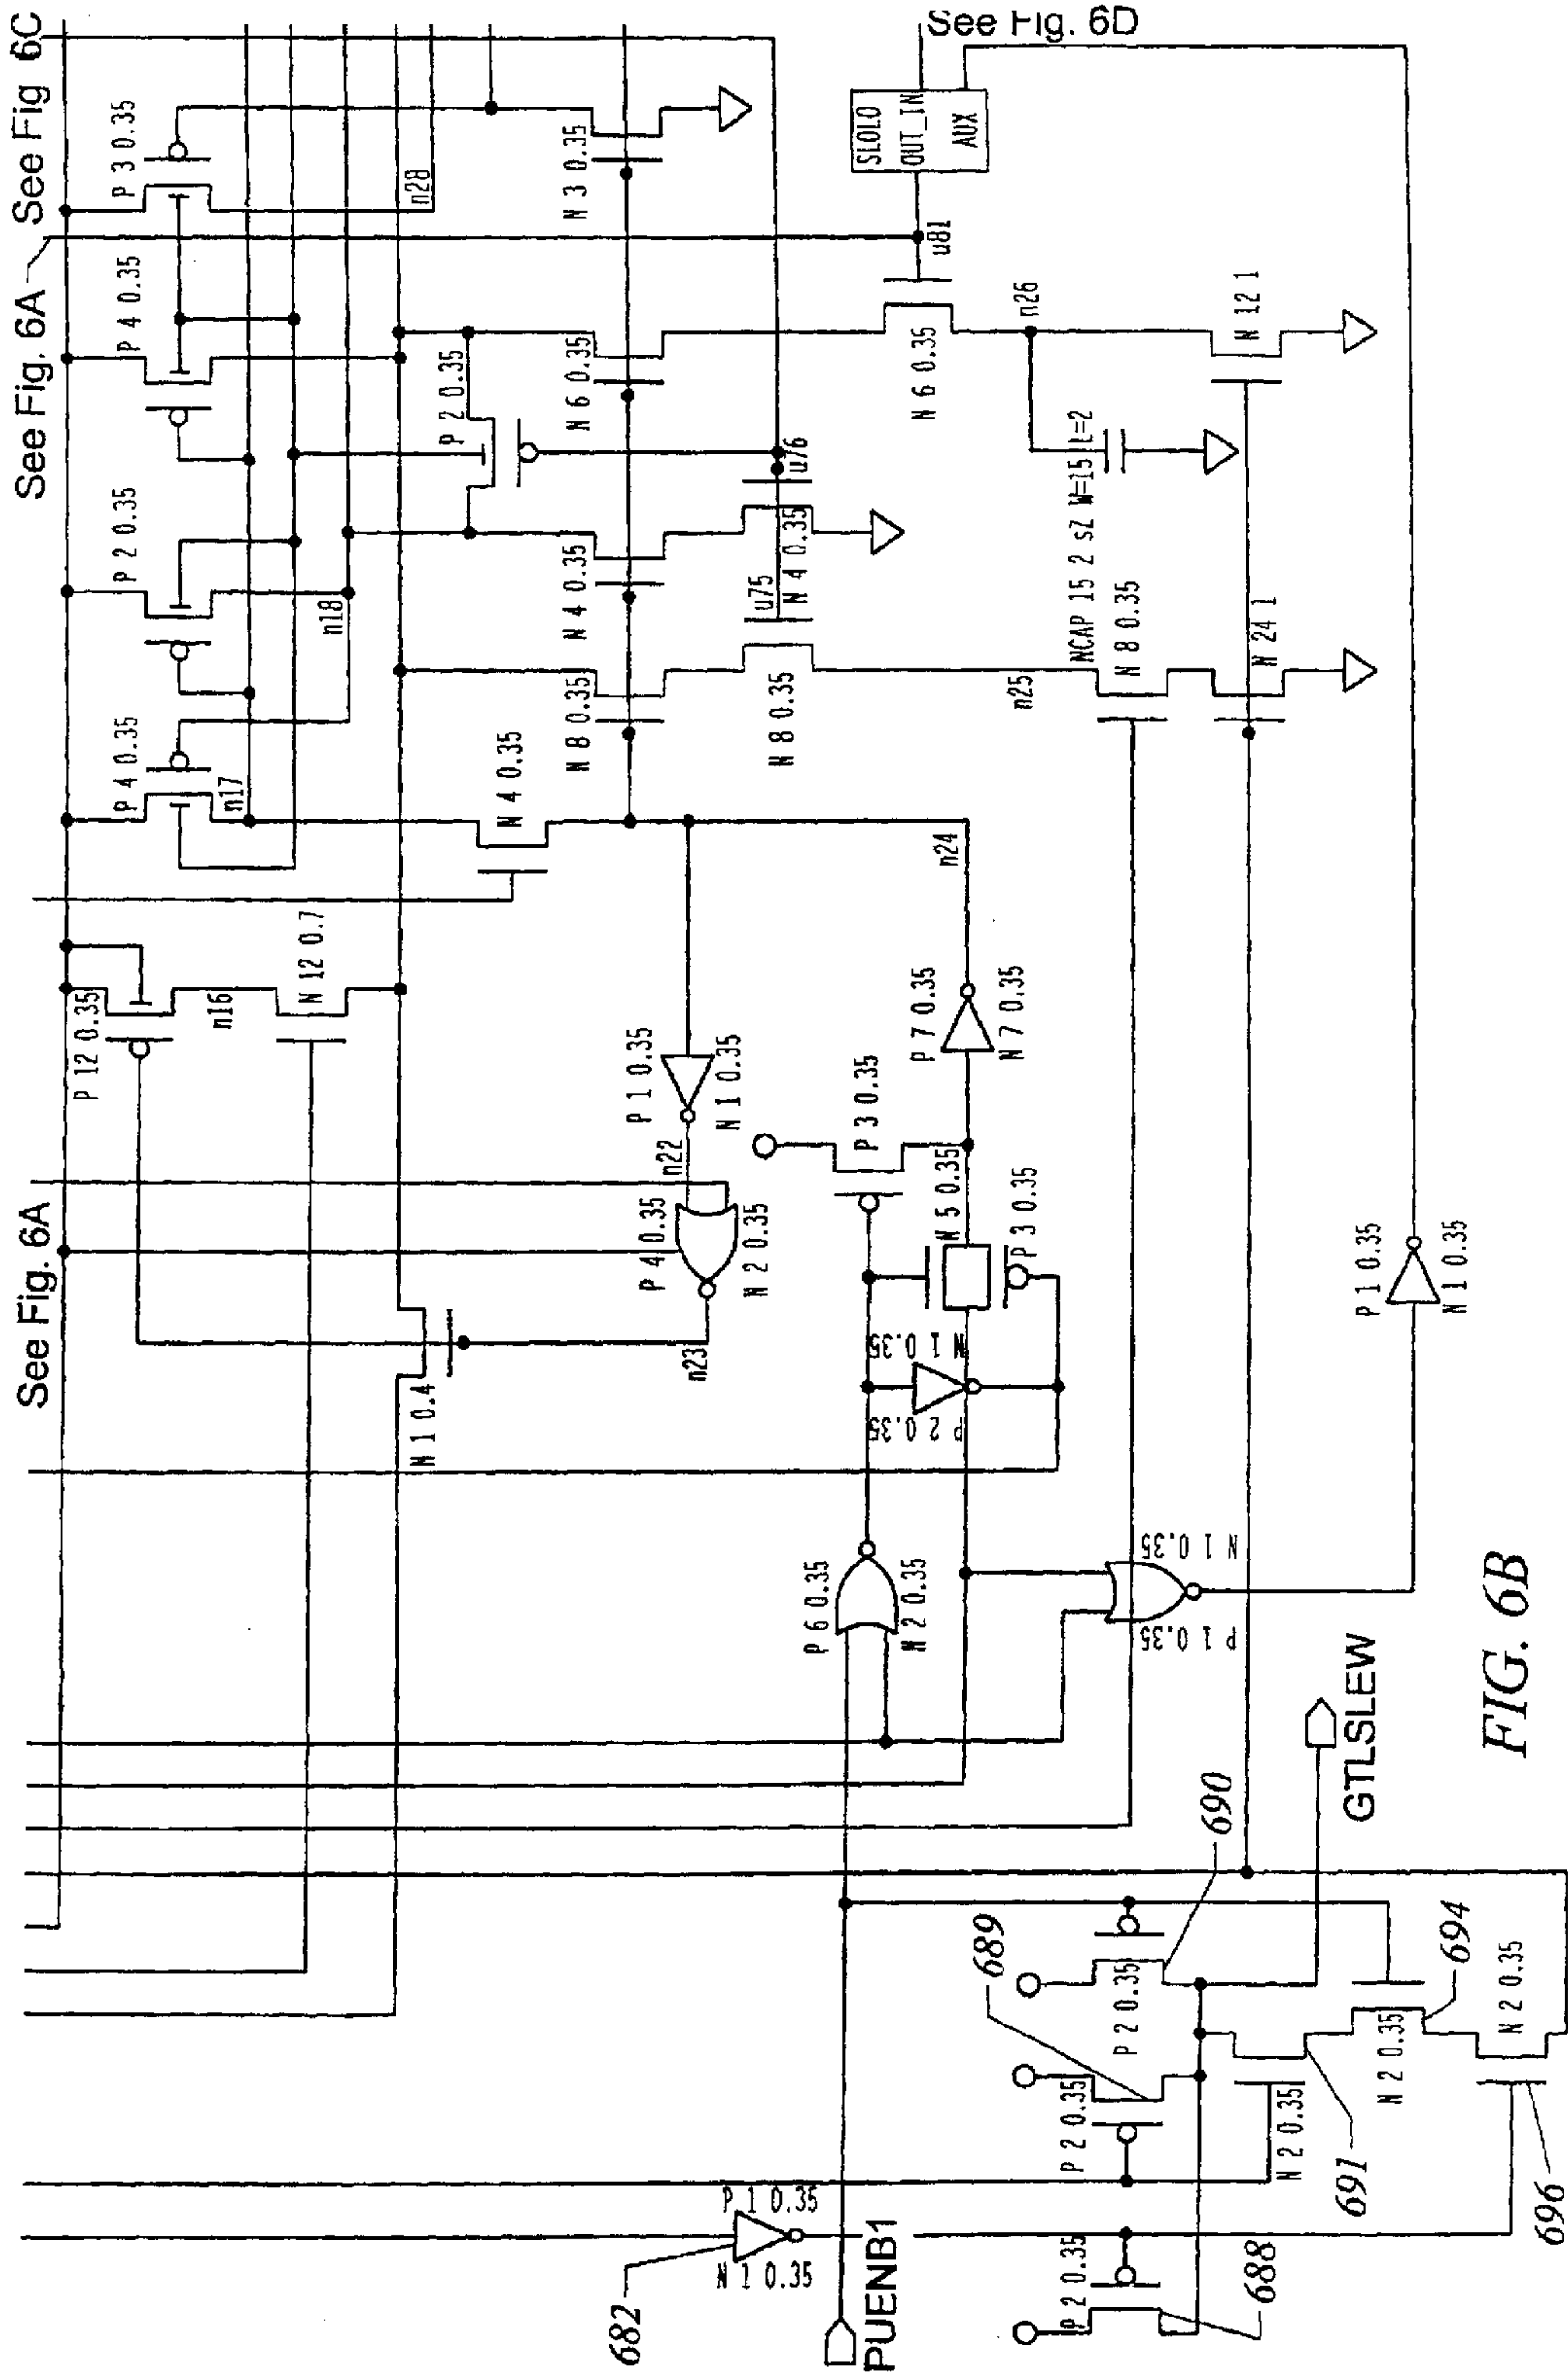 See Fig. 6A
See Fig. 6A
See Fig 6C
See Fig. 6D
P 12 0.35
n16
N 12 0.7
P 4 0.35
n17
P 2 0.35
n18
P 4 0.35
P 3 0.35
n28
N 1 0.4
n23
P 4 0.35
N 2 0.35
n22
P 1 0.35
N 1 0.35
N 4 0.35
N 8 0.35
N 4 0.35
P 2 0.35
N 6 0.35
N 3 0.35
N 8 0.35
u75
N 4 0.35
u76
N 6 0.35
u81
SLOLO
OUT_IN
AUX
P 3 0.35
N 5 0.35
P 3 0.35
P 7 0.35
N 7 0.35
n24
N 1 0.35
P 2 0.35
P 6 0.35
N 2 0.35
n25
n26
NCAP 15 2 sZ W=15 L=2
N 8 0.35
N 24 1
N 12 1
N 1 0.35
P 1 0.35
P 1 0.35
N 1 0.35
682
P 1 0.35
N 1 0.35
PUENB1
P 2 0.35
688
P 2 0.35
689
P 2 0.35
690
N 2 0.35
691
N 2 0.35
694
N 2 0.35
696
GTLSLEW
FIG. 6B